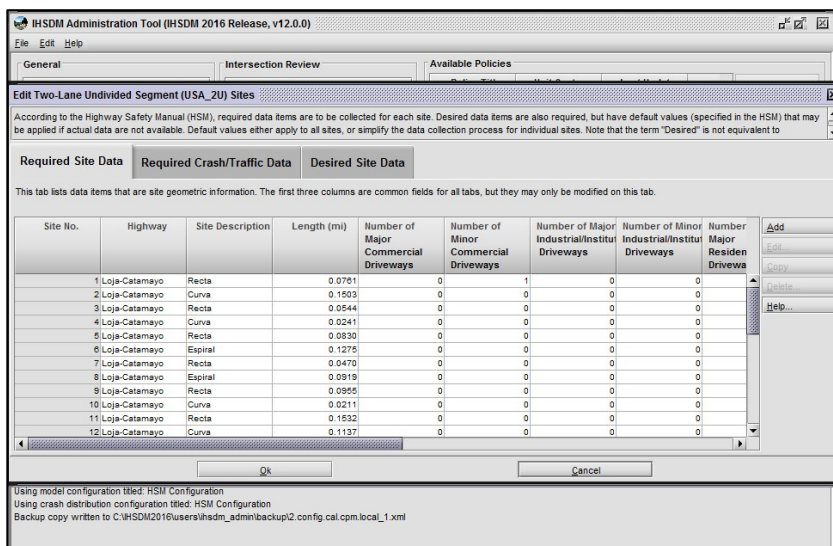 IHSDM Administration Tool (IHSDM 2016 Release, v12.0.0)
File Edit Help
General Intersection Review Available Policies
Edit Two-Lane Undivided Segment (USA_2U) Sites
According to the Highway Safety Manual (HSM), required data items are to be collected for each site. Desired data items are also required, but have default values (specified in the HSM) that may
be applied if actual data are not available. Default values either apply to all sites, or simplify the data collection process for individual sites. Note that the term "Desired" is not equivalent to
Required Site Data Required Crash/Traffic Data Desired Site Data
This tab lists data items that are site geometric information. The first three columns are common fields for all tabs, but they may only be modified on this tab.
Site No. Highway Site Description Length (mi) Number of Number of Number of Major Number of Minor Number
Major Minor Industrial/Institut Industrial/Institut Major
Commercial Commercial Driveways Driveways Residen
Driveways Driveways Drivewa
1 Loja-Catamayo Recta 0.0761 0 1 0 0
2 Loja-Catamayo Curva 0.1503 0 0 0 0
3 Loja-Catamayo Recta 0.0544 0 0 0 0
4 Loja-Catamayo Curva 0.0241 0 0 0 0
5 Loja-Catamayo Recta 0.0830 0 0 0 0
6 Loja-Catamayo Espiral 0.1275 0 0 0 0
7 Loja-Catamayo Recta 0.0470 0 0 0 0
8 Loja-Catamayo Espiral 0.0919 0 0 0 0
9 Loja-Catamayo Recta 0.0955 0 0 0 0
10 Loja-Catamayo Curva 0.0211 0 0 0 0
11 Loja-Catamayo Recta 0.1532 0 0 0 0
12 Loja-Catamayo Curva 0.1137 0 0 0 0
Add
Edit...
Copy
Delete...
Help...
Ok Cancel
Using model configuration titled: HSM Configuration
Using crash distribution configuration titled: HSM Configuration
Backup copy written to C:\IHSDM2016\users\ihsdm_admin\backup\2.config.cal.cpm.local_1.xml